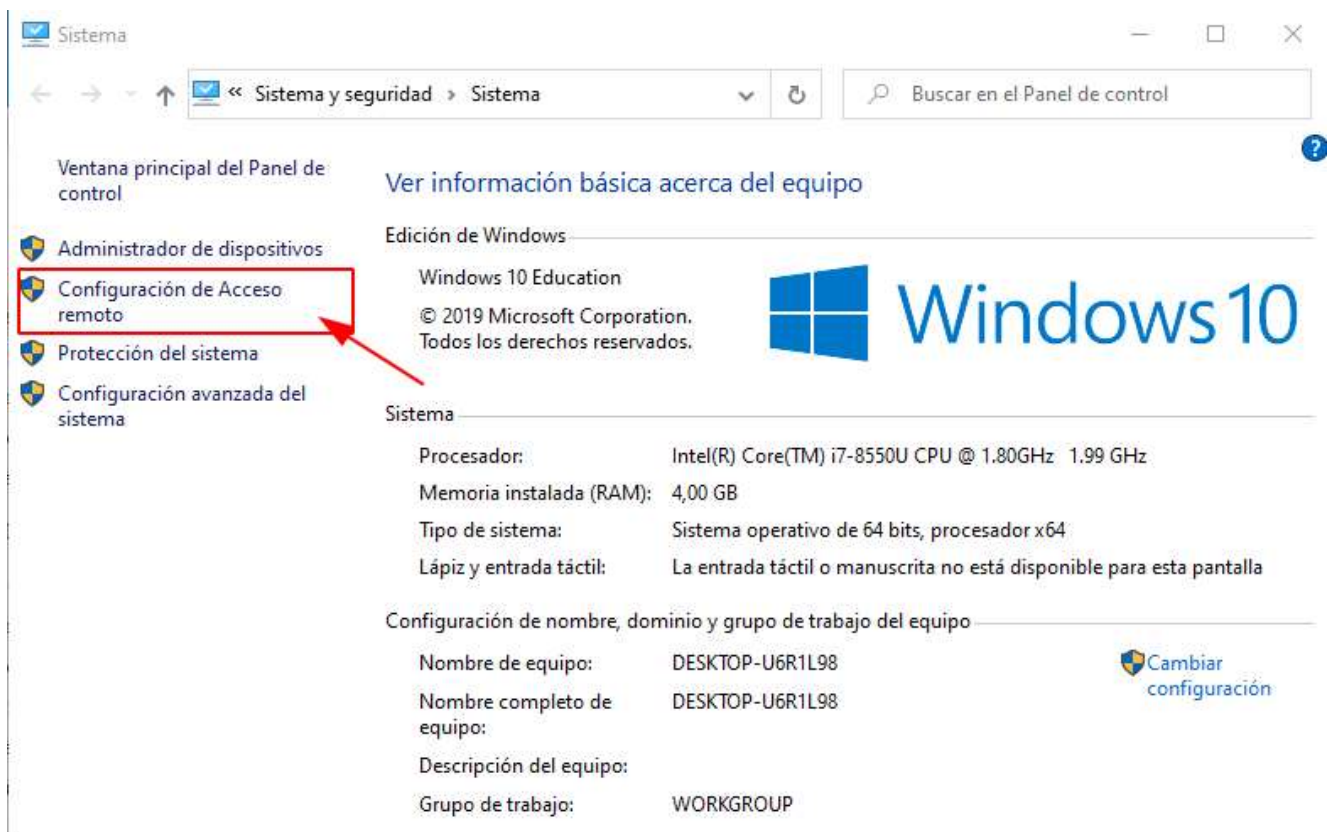 Sistema
« Sistema y seguridad › Sistema
Buscar en el Panel de control
?
Ventana principal del Panel de
control
Administrador de dispositivos
Configuración de Acceso
remoto
Protección del sistema
Configuración avanzada del
sistema
Ver información básica acerca del equipo
Edición de Windows
Windows 10 Education
© 2019 Microsoft Corporation.
Todos los derechos reservados.
Windows 10
Sistema
Procesador: Intel(R) Core(TM) i7-8550U CPU @ 1.80GHz 1.99 GHz
Memoria instalada (RAM): 4,00 GB
Tipo de sistema: Sistema operativo de 64 bits, procesador x64
Lápiz y entrada táctil: La entrada táctil o manuscrita no está disponible para esta pantalla
Configuración de nombre, dominio y grupo de trabajo del equipo
Nombre de equipo: DESKTOP-U6R1L98
Nombre completo de DESKTOP-U6R1L98
equipo:
Descripción del equipo:
Grupo de trabajo: WORKGROUP
Cambiar
configuración